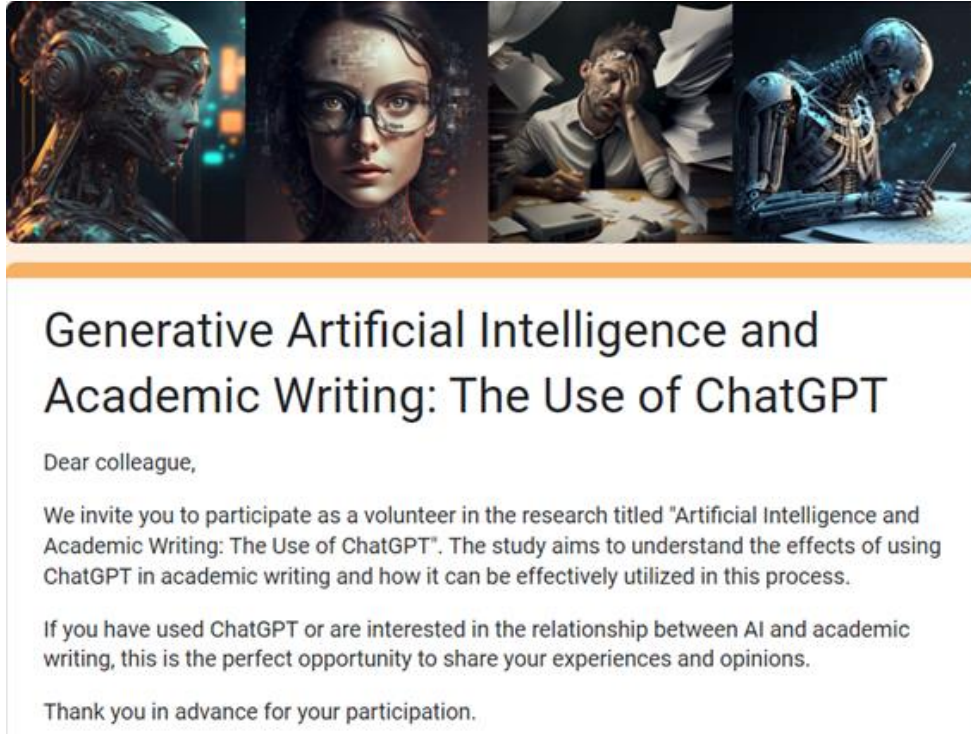 Generative Artificial Intelligence and
Academic Writing: The Use of ChatGPT
Dear colleague,
We invite you to participate as a volunteer in the research titled "Artificial Intelligence and
Academic Writing: The Use of ChatGPT". The study aims to understand the effects of using
ChatGPT in academic writing and how it can be effectively utilized in this process.
If you have used ChatGPT or are interested in the relationship between AI and academic
writing, this is the perfect opportunity to share your experiences and opinions.
Thank you in advance for your participation.